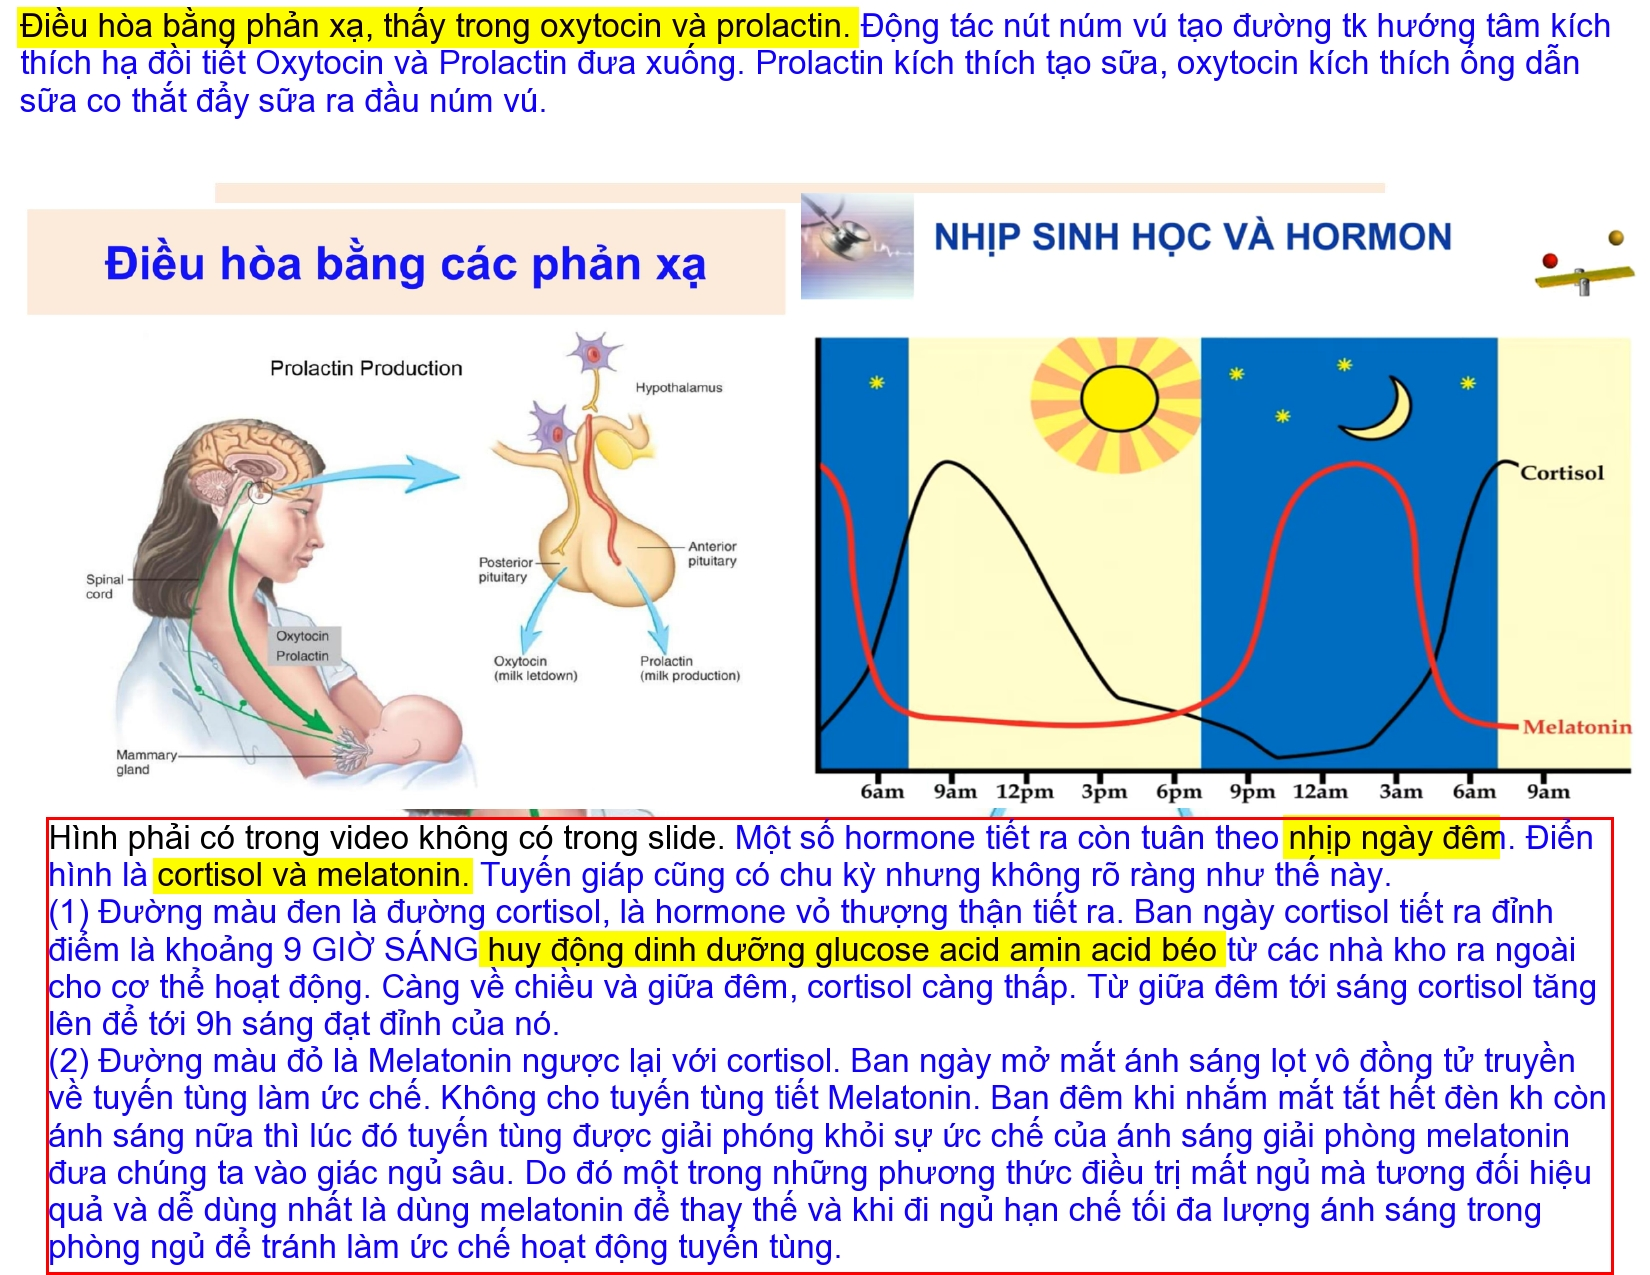 Điều hòa bằng phản xạ, thấy trong oxytocin và prolactin. Động tác nút núm vú tạo đường tk hướng tâm kích
thích hạ đồi tiết Oxytocin và Prolactin đưa xuống. Prolactin kích thích tạo sữa, oxytocin kích thích ống dẫn
sữa co thắt đẩy sữa ra đầu núm vú.
Điều hòa bằng các phản xạ
Prolactin Production
Hypothalamus
Anterior
pituitary
Posterior
pituitary
Spinal
cord
Oxytocin
Prolactin
Oxytocin
(milk letdown)
Prolactin
(milk production)
Mammary
gland
NHỊP SINH HỌC VÀ HORMON
Cortisol
Melatonin
6am 9am 12pm 3pm 6pm 9pm 12am 3am 6am 9am
Hình phải có trong video không có trong slide. Một số hormone tiết ra còn tuân theo nhịp ngày đêm. Điển
hình là cortisol và melatonin. Tuyến giáp cũng có chu kỳ nhưng không rõ ràng như thế này.
(1) Đường màu đen là đường cortisol, là hormone vỏ thượng thận tiết ra. Ban ngày cortisol tiết ra đỉnh
điểm là khoảng 9 GIỜ SÁNG huy động dinh dưỡng glucose acid amin acid béo từ các nhà kho ra ngoài
cho cơ thể hoạt động. Càng về chiều và giữa đêm, cortisol càng thấp. Từ giữa đêm tới sáng cortisol tăng
lên để tới 9h sáng đạt đỉnh của nó.
(2) Đường màu đỏ là Melatonin ngược lại với cortisol. Ban ngày mở mắt ánh sáng lọt vô đồng tử truyền
về tuyến tùng làm ức chế. Không cho tuyến tùng tiết Melatonin. Ban đêm khi nhắm mắt tắt hết đèn kh còn
ánh sáng nữa thì lúc đó tuyến tùng được giải phóng khỏi sự ức chế của ánh sáng giải phòng melatonin
đưa chúng ta vào giác ngủ sâu. Do đó một trong những phương thức điều trị mất ngủ mà tương đối hiệu
quả và dễ dùng nhất là dùng melatonin để thay thế và khi đi ngủ hạn chế tối đa lượng ánh sáng trong
phòng ngủ để tránh làm ức chế hoạt động tuyến tùng.